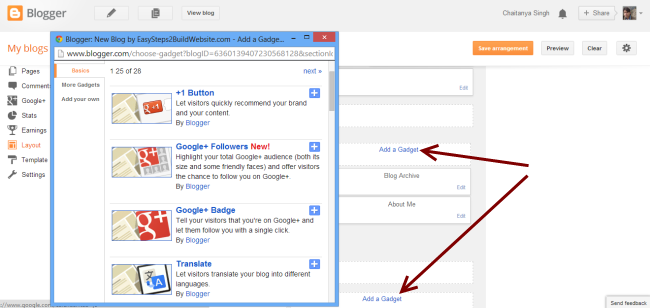 Blogger
View blog
Chaitanya Singh
Share
My blogs
Save arrangement
Preview
Clear
Pages
Comment
Google+
Stats
Earnings
Layout
Template
Settings
Blogger: New Blog by EasySteps2BuildWebsite.com - Add a Gadge...
www.blogger.com/choose-gadget?blogID=6360139407230568128&sectionId
Basics
More Gadgets
Add your own
1 25 of 28
next »
+1 Button
Let visitors quickly recommend your brand
and your content.
By Blogger
Google+ Followers New!
Highlight your total Google+ audience (both its
size and some friendly faces) and offer visitors
the chance to follow you on Google+.
By Blogger
Google+ Badge
Tell your visitors that you're on Google+ and
let them follow you with a single click.
By Blogger
Translate
Let visitors translate your blog into different
languages.
By Blogger
Edit
Add a Gadget
Blog Archive
Edit
About Me
Edit
Add a Gadget
Send feedback